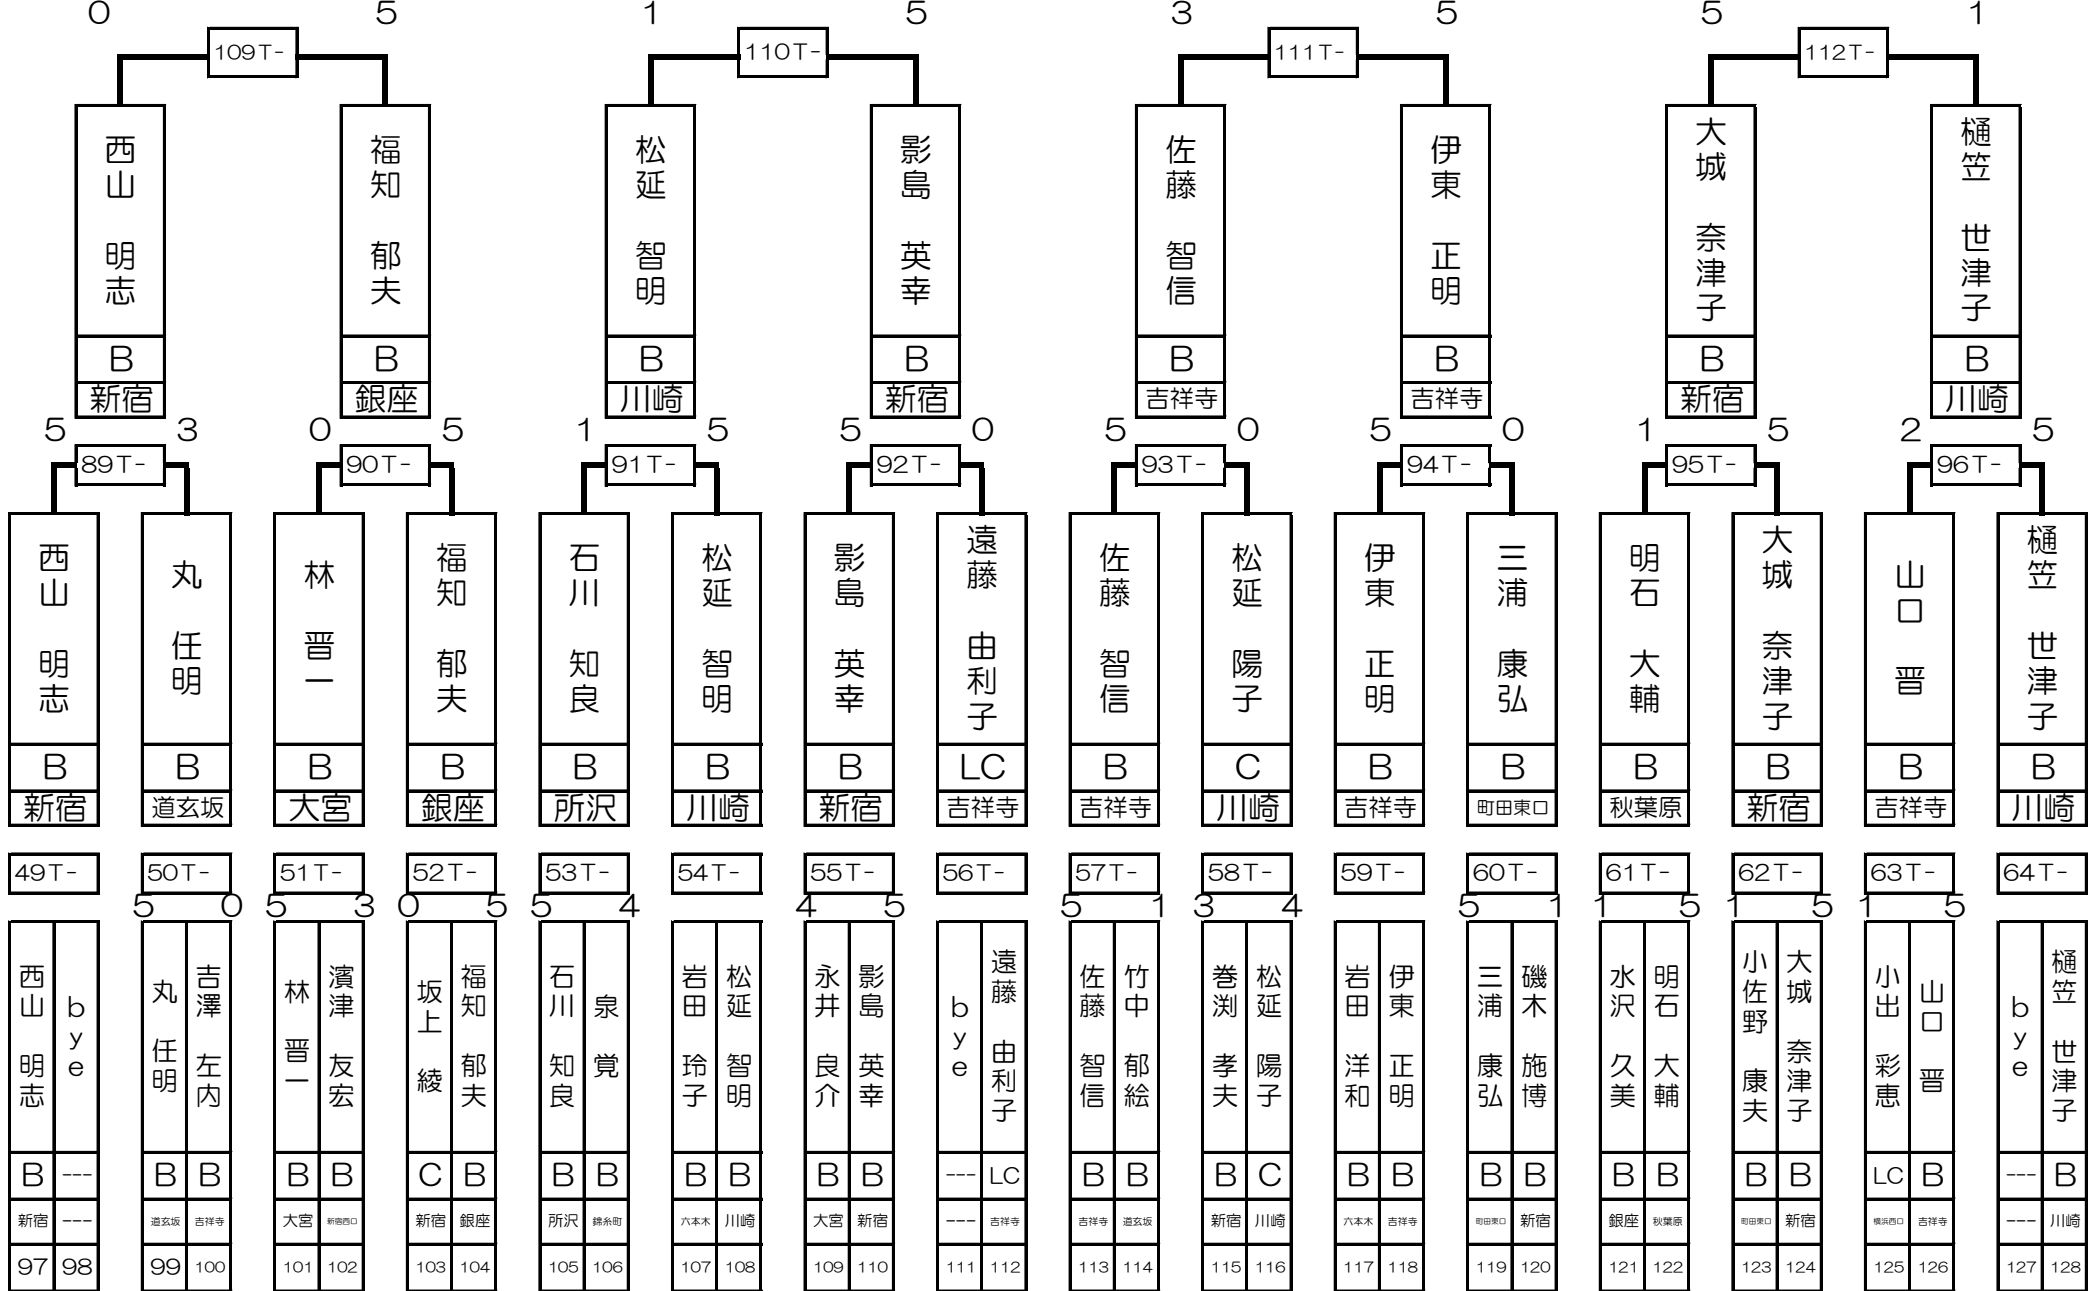 0 5 1 5 3 5 5 1
109T- 110T- 111T- 112T-
西山 明志 福知 郁夫 松延 智明 影島 英幸 佐藤 智信 伊東 正明 大城 奈津子 樋笠 世津子
B B B B B B B B
新宿 銀座 川崎 新宿 吉祥寺 吉祥寺 新宿 川崎
5 3 0 5 1 5 5 0 5 0 5 0 1 5 2 5
89T- 90T- 91T- 92T- 93T- 94T- 95T- 96T-
西山 明志 丸 任明 林 晋一 福知 郁夫 石川 知良 松延 智明 影島 英幸 遠藤 由利子 佐藤 智信 松延 陽子 伊東 正明 三浦 康弘 明石 大輔 大城 奈津子 山口 晋 樋笠 世津子
B B B B B B B LC B C B B B B B B
新宿 道玄坂 大宮 銀座 所沢 川崎 新宿 吉祥寺 吉祥寺 川崎 吉祥寺 町田東口 秋葉原 新宿 吉祥寺 川崎
49T- 50T- 51T- 52T- 53T- 54T- 55T- 56T- 57T- 58T- 59T- 60T- 61T- 62T- 63T- 64T-
5 0 5 3 0 5 5 4 4 5 5 1 3 4 5 1 1 5 1 5 1 5
西山 明志 bye 丸 任明 吉澤 左内 林 晋一 濱津 友宏 坂上 綾 福知 郁夫 石川 知良 泉 覚 岩田 玲子 松延 智明 永井 良介 影島 英幸 bye 遠藤 由利子 佐藤 智信 竹中 郁絵 巻渕 孝夫 松延 陽子 岩田 洋和 伊東 正明 三浦 康弘 磯木 施博 水沢 久美 明石 大輔 小佐野 康夫 大城 奈津子 小出 彩恵 山口 晋 bye 樋笠 世津子
B --- B B B B C B B B B B B B --- LC B B B C B B B B B B B B LC B --- B
新宿 --- 道玄坂 吉祥寺 大宮 新宿西口 新宿 銀座 所沢 錦糸町 六本木 川崎 大宮 新宿 --- 吉祥寺 吉祥寺 道玄坂 新宿 川崎 六本木 吉祥寺 町田東口 新宿 銀座 秋葉原 町田東口 新宿 横浜西口 吉祥寺 --- 川崎
97 98 99 100 101 102 103 104 105 106 107 108 109 110 111 112 113 114 115 116 117 118 119 120 121 122 123 124 125 126 127 128